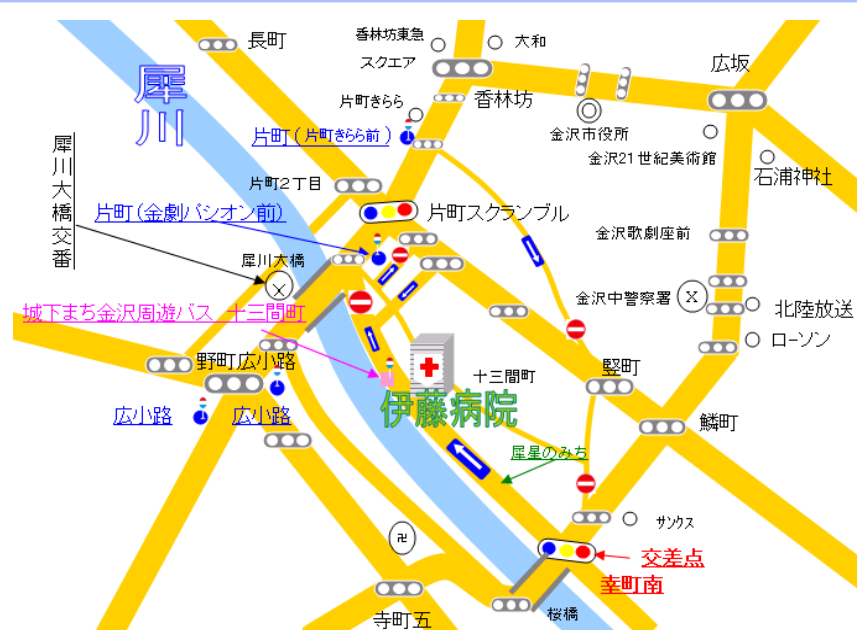 長町
香林坊東急
スクエア
大和
広坂
犀川
片町きらら
香林坊
金沢市役所
片町(片町きらら前)
金沢21世紀美術館
石浦神社
犀川大橋交番
片町2丁目
片町(金劇パシオン前)
片町スクランブル
金沢歌劇座前
犀川大橋
X
金沢中警察署
X
北陸放送
城下まち金沢周遊バス 十三間町
ローソン
野町広小路
十三間町
竪町
伊藤病院
広小路
広小路
鱗町
犀星のみち
サンクス
卍
交差点
幸町南
寺町五
桜橋